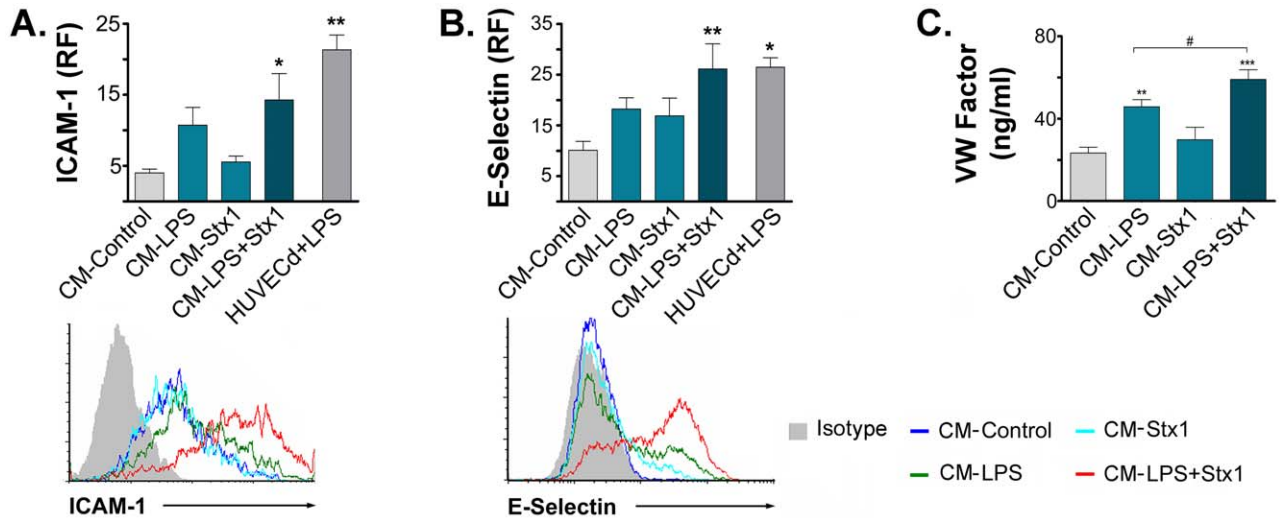 A.
ICAM-1 (RF)
25
15
5
*
**
CM-Control
CM-LPS
CM-Stx1
CM-LPS+Stx1
HUVECd+LPS
B.
E-Selectin (RF)
35
25
15
5
**
*
CM-Control
CM-LPS
CM-Stx1
CM-LPS+Stx1
HUVECd+LPS
C.
VW Factor
(ng/ml)
80
40
0
#
**
***
CM-Control
CM-LPS
CM-Stx1
CM-LPS+Stx1
ICAM-1
E-Selectin
Isotype
CM-Control
CM-Stx1
CM-LPS
CM-LPS+Stx1